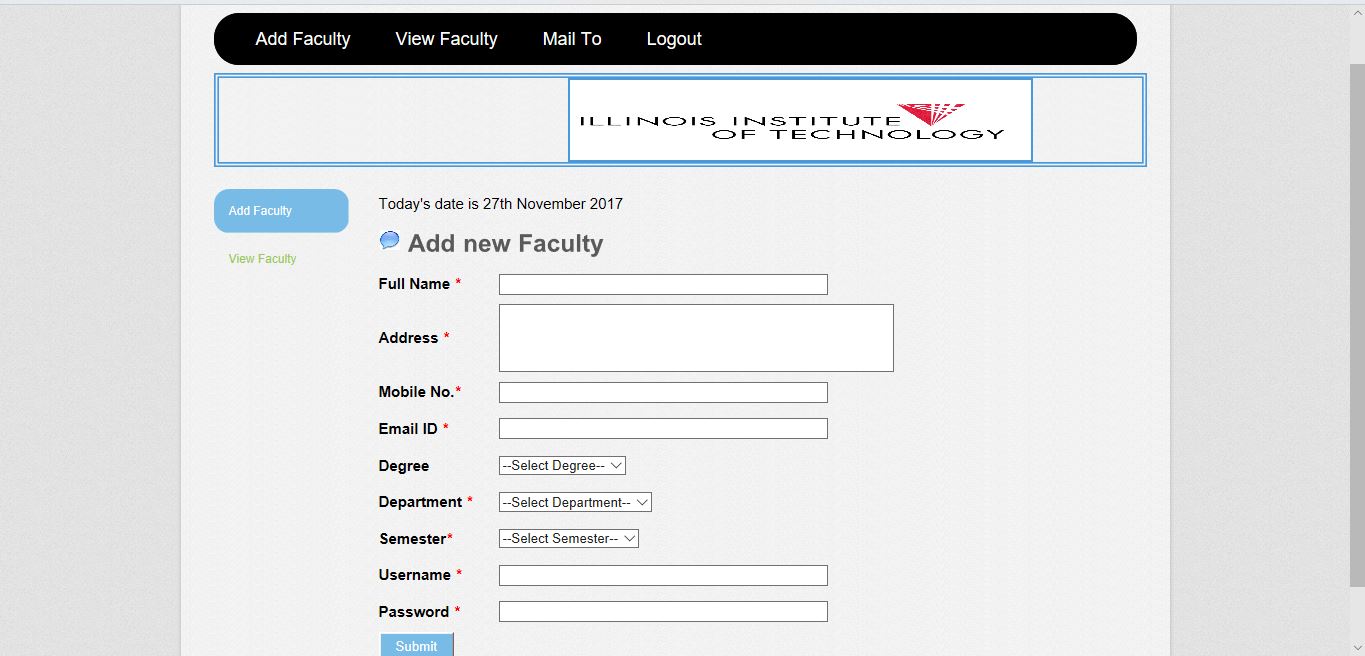 Add Faculty View Faculty Mail To Logout
ILLINOIS INSTITUTE
OF TECHNOLOGY
Add Faculty
View Faculty
Today's date is 27th November 2017
Add new Faculty
Full Name *
Address *
Mobile No.*
Email ID *
Degree --Select Degree--
Department * --Select Department--
Semester* --Select Semester--
Username *
Password *
Submit